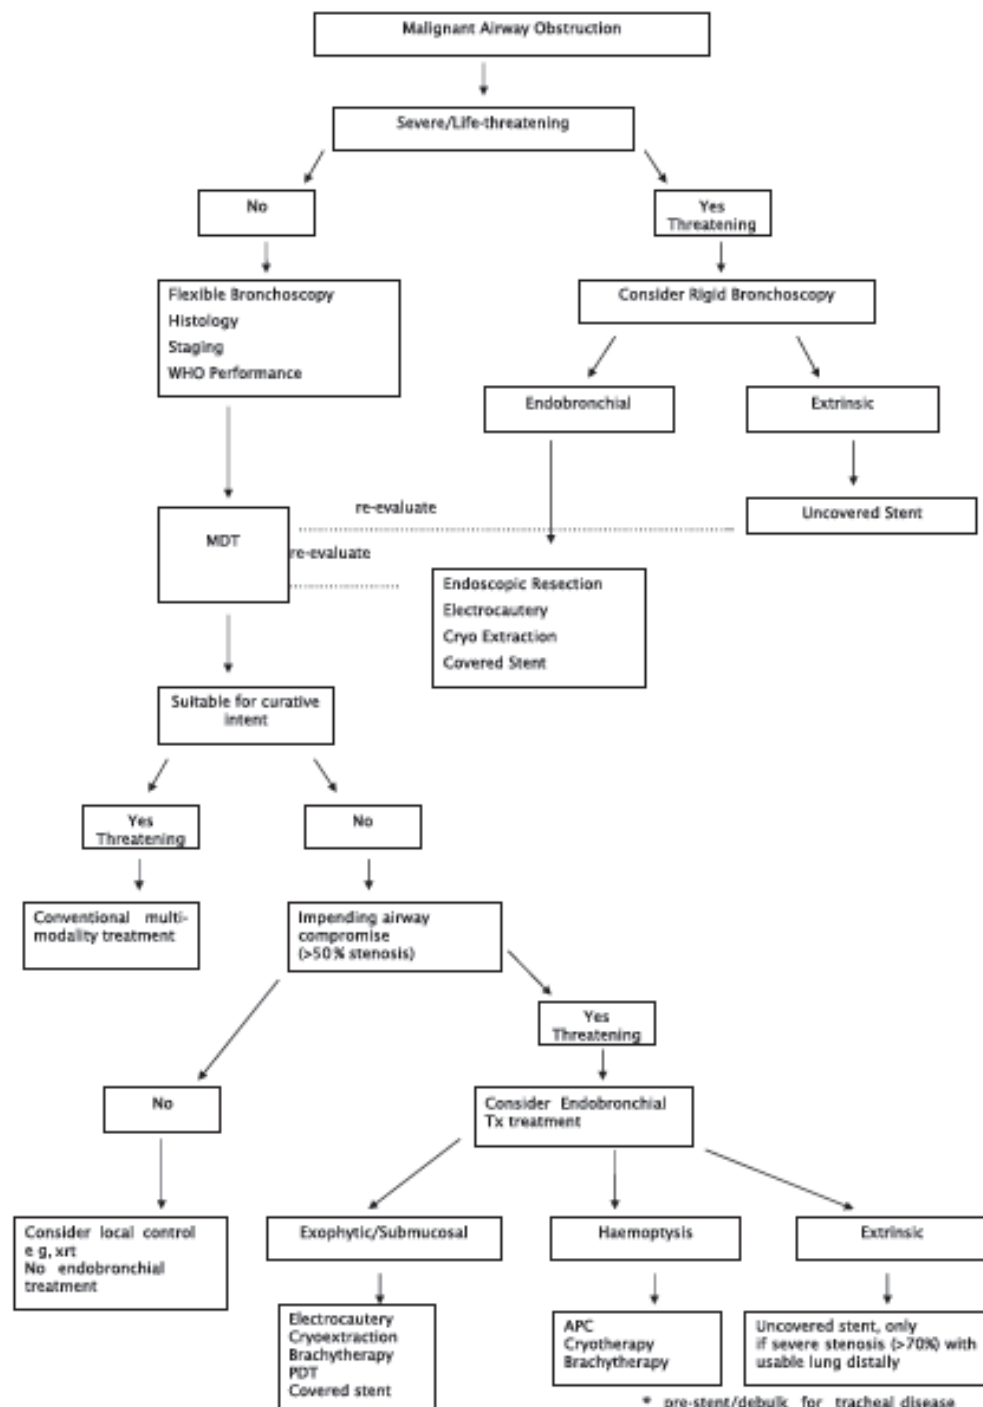 Malignant Airway Obstruction
Severe/Life-threatening
No
Yes
Threatening
Flexible Bronchoscopy
Histology
Staging
WHO Performance
Consider Rigid Bronchoscopy
Endobronchial
Extrinsic
re-evaluate
Uncovered Stent
MDT
re-evaluate
Endoscopic Resection
Electrocautery
Cryo Extraction
Covered Stent
Suitable for curative
intent
Yes
Threatening
No
Conventional multi-
modality treatment
Impending airway
compromise
(>50% stenosis)
Yes
Threatening
No
Consider Endobronchial
Tx treatment
Consider local control
e g, xrt
No endobronchial
treatment
Exophytic/Submucosal
Haemoptysis
Extrinsic
Electrocautery
Cryoextraction
Brachytherapy
PDT
Covered stent
APC
Cryotherapy
Brachytherapy
Uncovered stent, only
if severe stenosis (>70%) with
usable lung distally
* pre-stent/debulk for tracheal disease